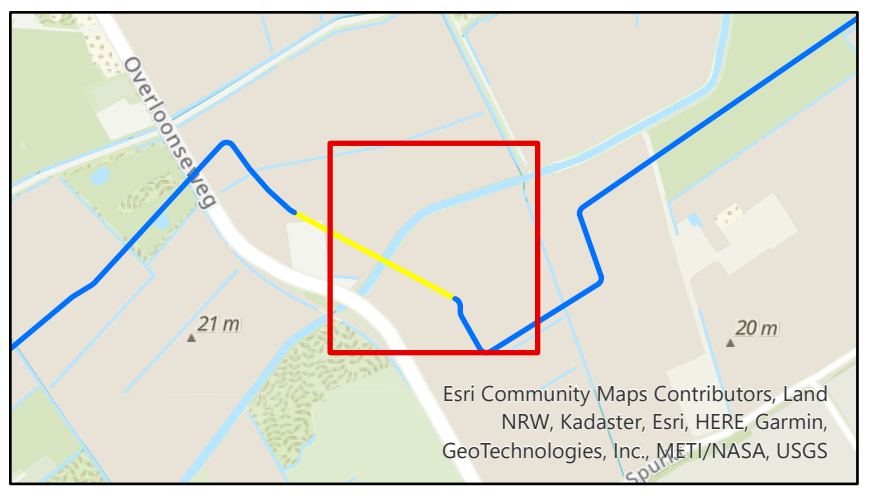 Overloonseweg
21 m
20 m
Esri Community Maps Contributors, Land
NRW, Kadaster, Esri, HERE, Garmin,
GeoTechnologies, Inc., METI/NASA, USGS